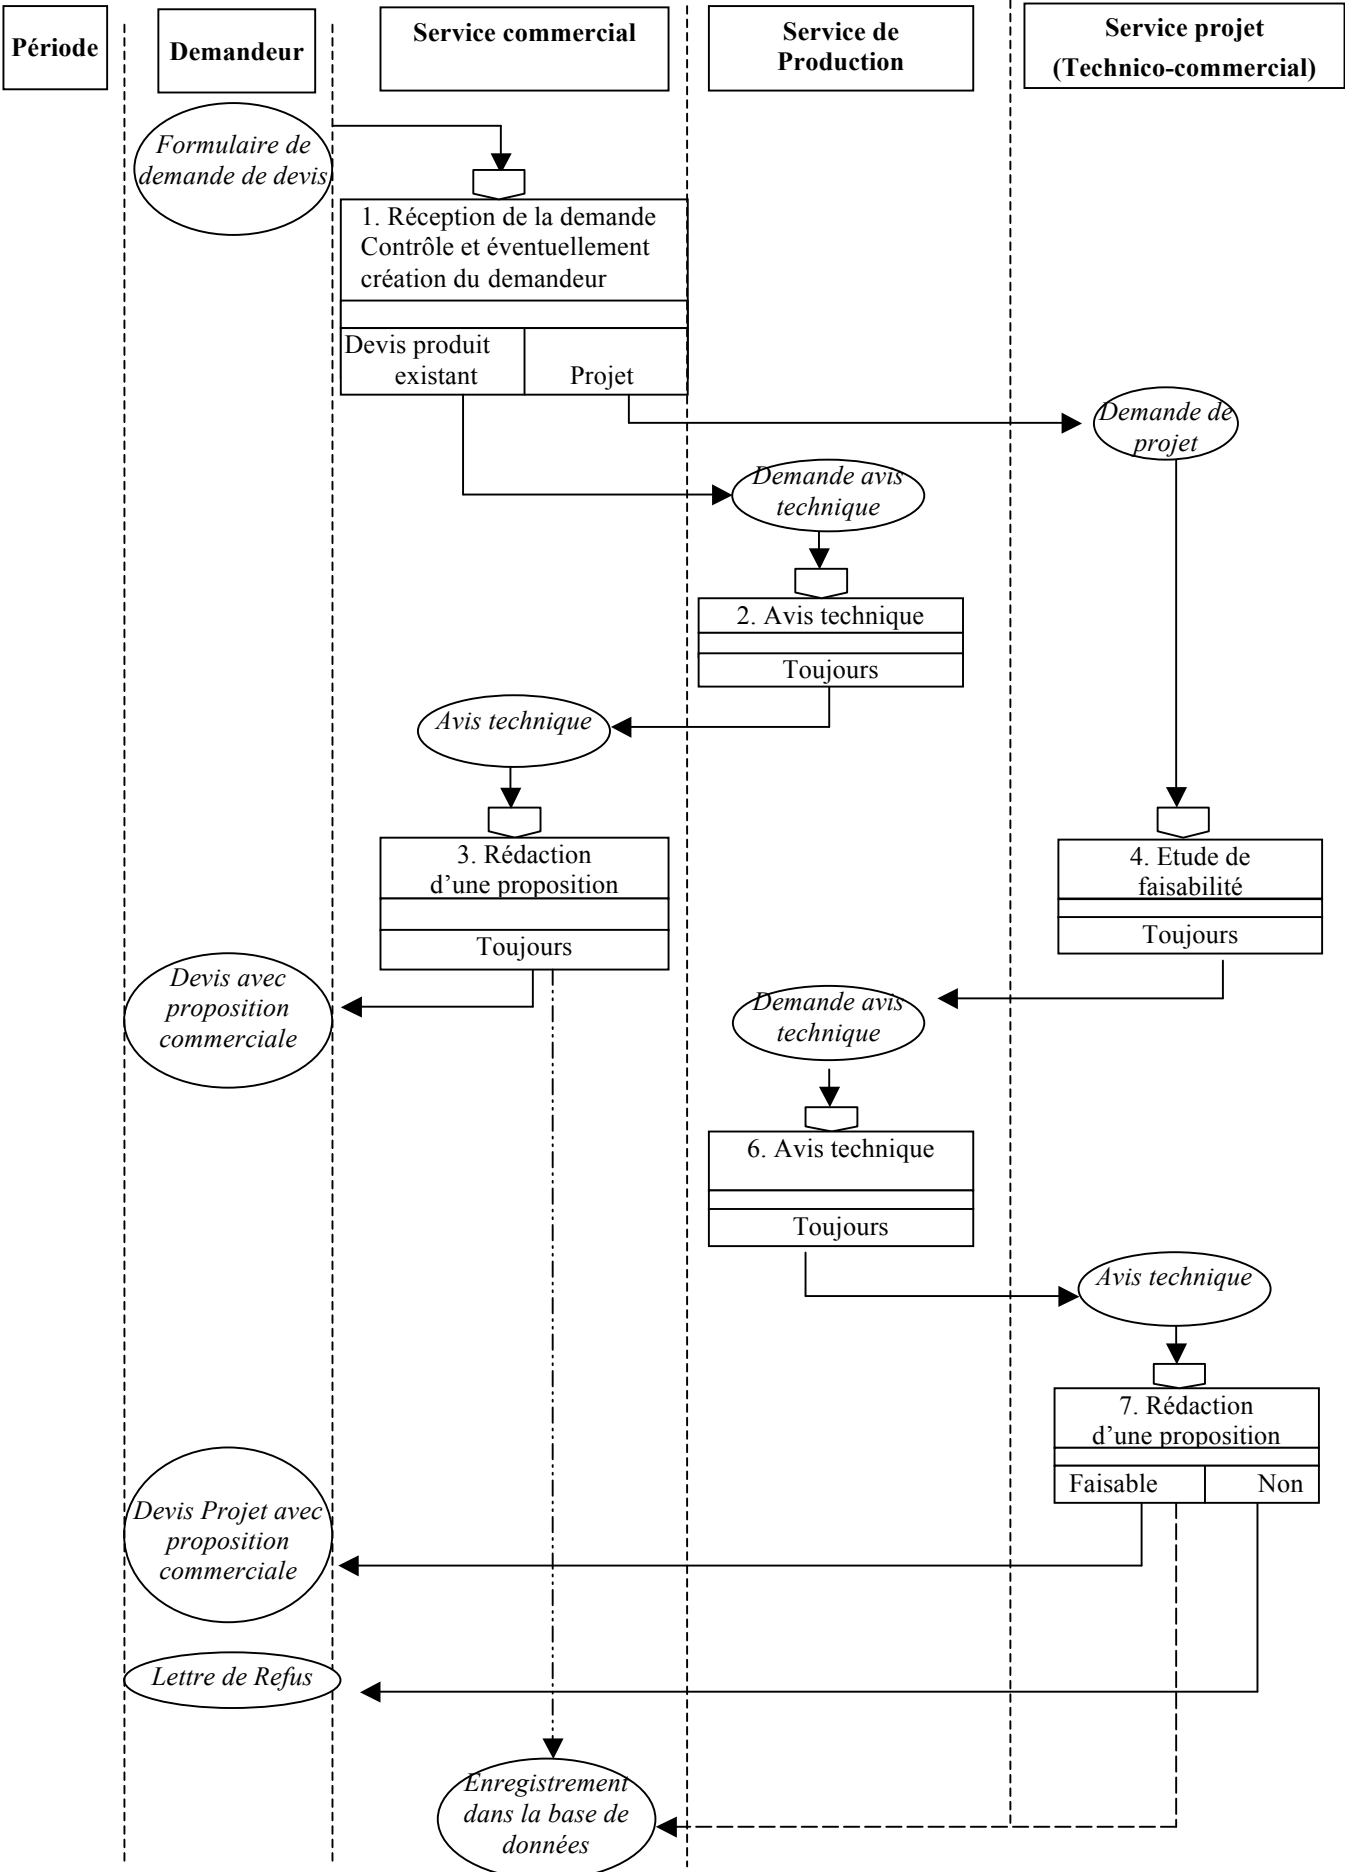 Période
Demandeur
Service commercial
Service de
Production
Service projet
(Technico-commercial)
Formulaire de
demande de devis
1. Réception de la demande
Contrôle et éventuellement
création du demandeur
Devis produit
existant
Projet
Demande de
projet
Demande avis
technique
2. Avis technique
Toujours
Avis technique
3. Rédaction
d’une proposition
Toujours
4. Etude de
faisabilité
Toujours
Devis avec
proposition
commerciale
Demande avis
technique
6. Avis technique
Toujours
Avis technique
7. Rédaction
d’une proposition
Faisable
Non
Devis Projet avec
proposition
commerciale
Lettre de Refus
Enregistrement
dans la base de
données